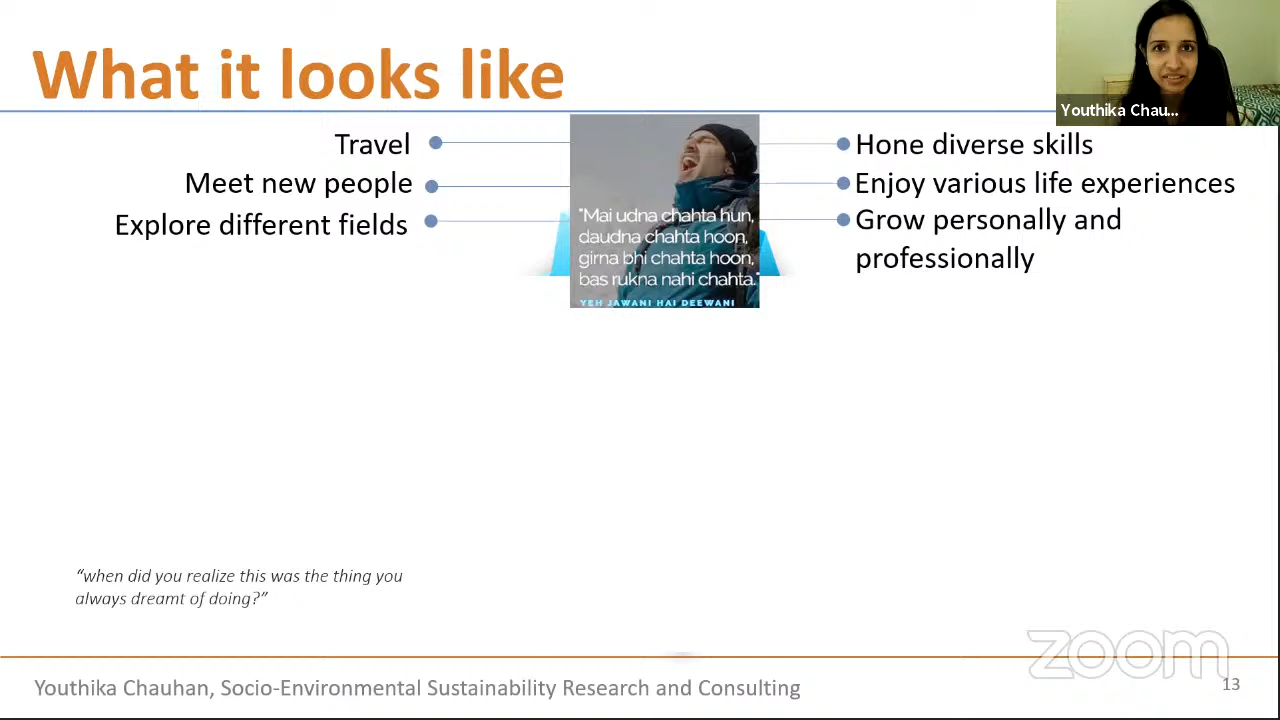 What it looks like
Youthika Chau...
Travel
Meet new people
Explore different fields
"Mai udna chahta hun,
daudna chahta hoon,
girna bhi chahta hoon,
bas rukna nahi chahta."
YEH JAWANI HAI DEEWANI
Hone diverse skills
Enjoy various life experiences
Grow personally and
professionally
“when did you realize this was the thing you
always dreamt of doing?”
zoom
Youthika Chauhan, Socio-Environmental Sustainability Research and Consulting
13